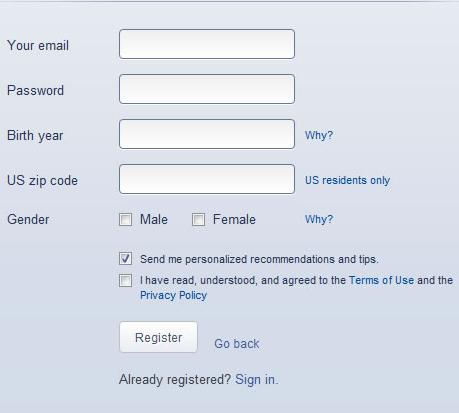 Your email
Password
Birth year Why?
US zip code US residents only
Gender Male Female Why?
Send me personalized recommendations and tips.
I have read, understood, and agreed to the Terms of Use and the
Privacy Policy
Register Go back
Already registered? Sign in.